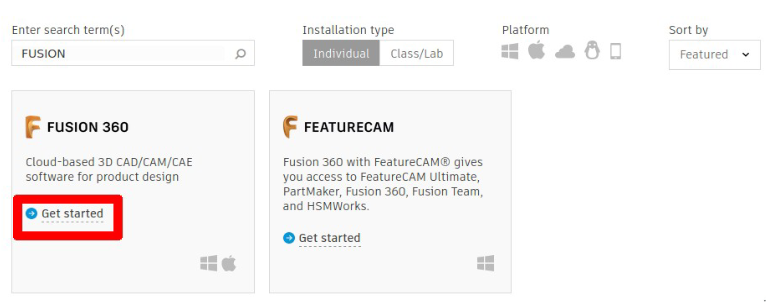 Enter search term(s)
Installation type
Platform
Sort by
FUSION
Individual
Class/Lab
Featured
FUSION 360
Cloud-based 3D CAD/CAM/CAE
software for product design
Get started
FEATURECAM
Fusion 360 with FeatureCAM® gives
you access to FeatureCAM Ultimate,
PartMaker, Fusion 360, Fusion Team,
and HSMWorks.
Get started